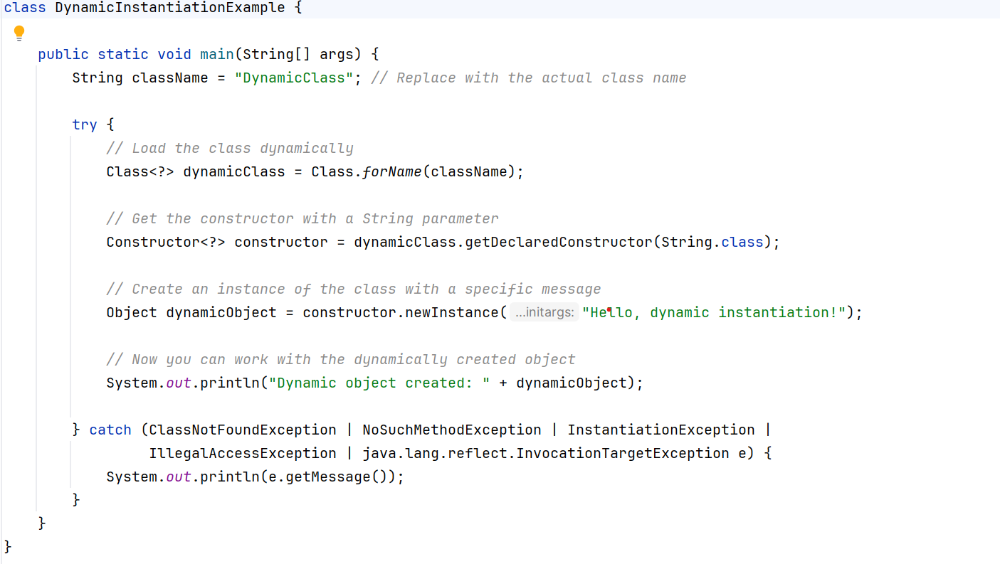 class DynamicInstantiationExample {
public static void main(String[] args) {
String className = "DynamicClass"; // Replace with the actual class name
try {
// Load the class dynamically
Class<?> dynamicClass = Class.forName(className);
// Get the constructor with a String parameter
Constructor<?> constructor = dynamicClass.getDeclaredConstructor(String.class);
// Create an instance of the class with a specific message
Object dynamicObject = constructor.newInstance( ...initargs: "Hello, dynamic instantiation!");
// Now you can work with the dynamically created object
System.out.println("Dynamic object created: " + dynamicObject);
} catch (ClassNotFoundException | NoSuchMethodException | InstantiationException |
IllegalAccessException | java.lang.reflect.InvocationTargetException e) {
System.out.println(e.getMessage());
}
}
}